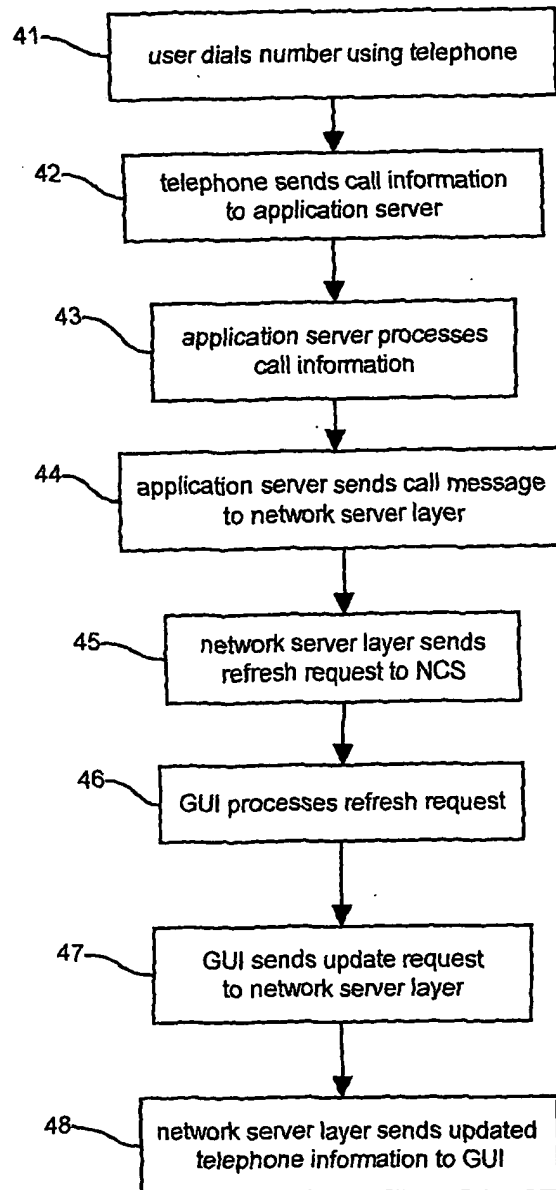 41
user dials number using telephone
42
telephone sends call information
to application server
43
application server processes
call information
44
application server sends call message
to network server layer
45
network server layer sends
refresh request to NCS
46
GUI processes refresh request
47
GUI sends update request
to network server layer
48
network server layer sends updated
telephone information to GUI